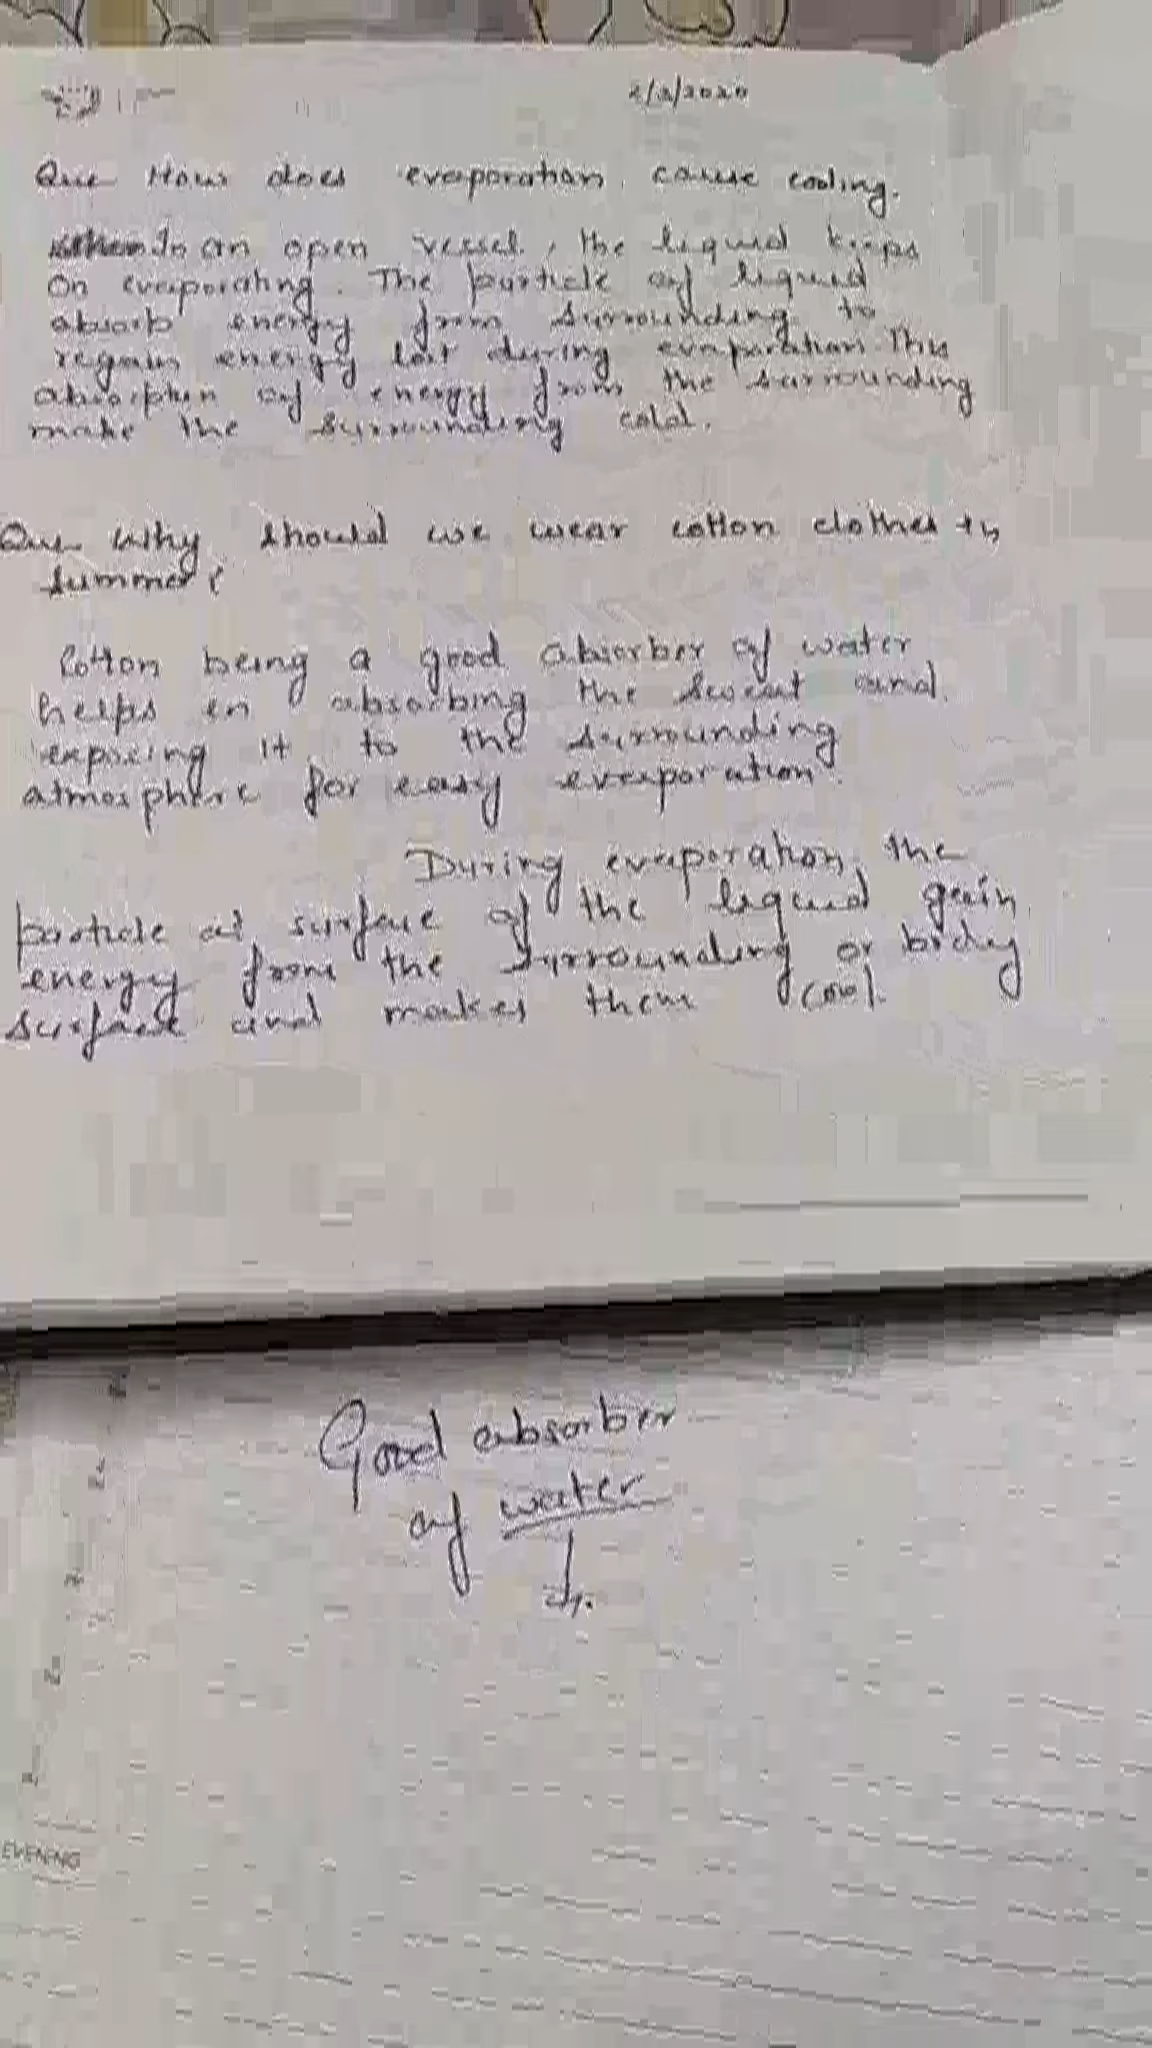 2/2/2020
Que How does evaporation cause cooling.
In an open vessel, the liquid keeps
on evaporating. The particle of liquid
absorb energy from surrounding to
regain energy lost during evaporation. This
absorption of energy from the surrounding
make the surrounding cold.
Que Why should we wear cotton clothes in
summer?
Cotton being a good absorber of water
helps in absorbing the sweat and
exposing it to the surrounding
atmosphere for easy evaporation.
During evaporation, the
particle at surface of the liquid gain
energy from the surrounding or body
surface and makes them cool.
Good absorber
of water
EVENING